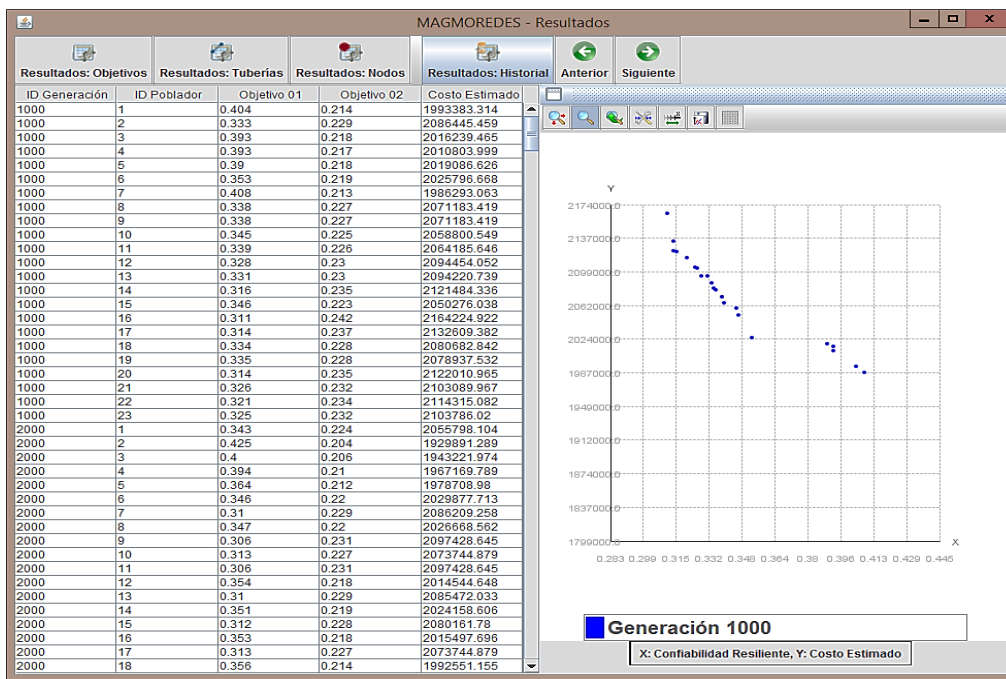 MAGMOREDES - Resultados
Resultados: Objetivos Resultados: Tuberías Resultados: Nodos Resultados: Historial Anterior Siguiente
ID Generación ID Poblador Objetivo 01 Objetivo 02 Costo Estimado
1000 1 0.404 0.214 1993383.314
1000 2 0.333 0.229 2086445.459
1000 3 0.393 0.218 2016239.465
1000 4 0.393 0.217 2010803.999
1000 5 0.39 0.218 2019086.626
1000 6 0.353 0.219 2025796.668
1000 7 0.408 0.213 1986293.063
1000 8 0.338 0.227 2071183.419
1000 9 0.338 0.227 2071183.419
1000 10 0.345 0.225 2058800.549
1000 11 0.339 0.226 2064185.646
1000 12 0.328 0.23 2094454.052
1000 13 0.331 0.23 2094220.739
1000 14 0.316 0.235 2121484.336
1000 15 0.346 0.223 2050276.038
1000 16 0.311 0.242 2164224.922
1000 17 0.314 0.237 2132609.382
1000 18 0.334 0.228 2080682.842
1000 19 0.335 0.228 2078937.532
1000 20 0.314 0.235 2122010.965
1000 21 0.326 0.232 2103089.967
1000 22 0.321 0.234 2114315.082
1000 23 0.325 0.232 2103786.02
2000 1 0.343 0.224 2055798.104
2000 2 0.425 0.204 1929891.289
2000 3 0.4 0.206 1943221.974
2000 4 0.394 0.21 1967169.789
2000 5 0.364 0.212 1978708.98
2000 6 0.346 0.22 2029877.713
2000 7 0.31 0.229 2086209.258
2000 8 0.347 0.22 2026668.562
2000 9 0.306 0.231 2097428.645
2000 10 0.313 0.227 2073744.879
2000 11 0.306 0.231 2097428.645
2000 12 0.354 0.218 2014544.648
2000 13 0.31 0.229 2085472.033
2000 14 0.351 0.219 2024158.606
2000 15 0.312 0.228 2080161.78
2000 16 0.353 0.218 2015497.696
2000 17 0.313 0.227 2073744.879
2000 18 0.356 0.214 1992551.155
Y
2174000.0
2137000.0
2099000.0
2062000.0
2024000.0
1987000.0
1949000.0
1912000.0
1874000.0
1837000.0
1799000.0
X
0.283 0.299 0.315 0.332 0.348 0.364 0.38 0.396 0.413 0.429 0.445
Generación 1000
X: Confiabilidad Resiliente, Y: Costo Estimado